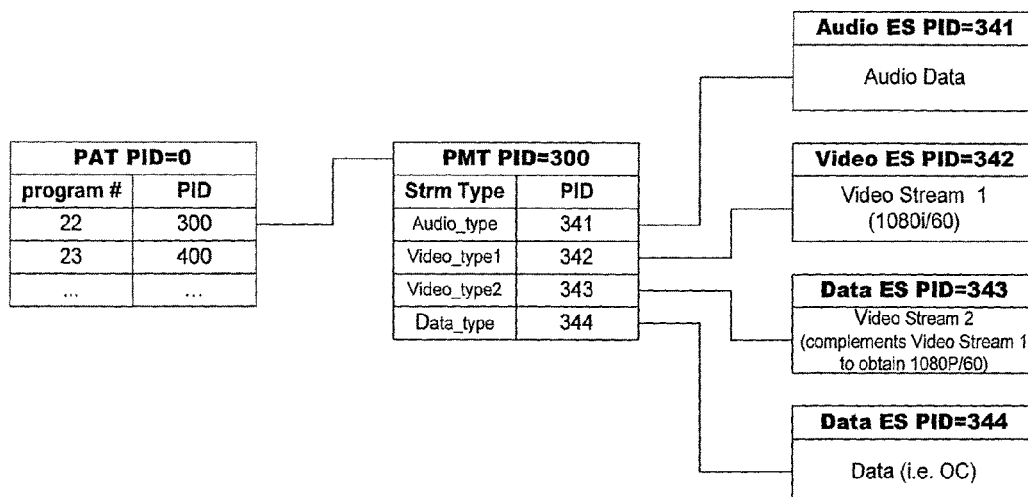 PAT PID=0
program # PID
22 300
23 400
... ...
PMT PID=300
Strm Type PID
Audio_type 341
Video_type1 342
Video_type2 343
Data_type 344
Audio ES PID=341
Audio Data
Video ES PID=342
Video Stream 1
(1080i/60)
Data ES PID=343
Video Stream 2
(complements Video Stream 1
to obtain 1080P/60)
Data ES PID=344
Data (i.e. OC)